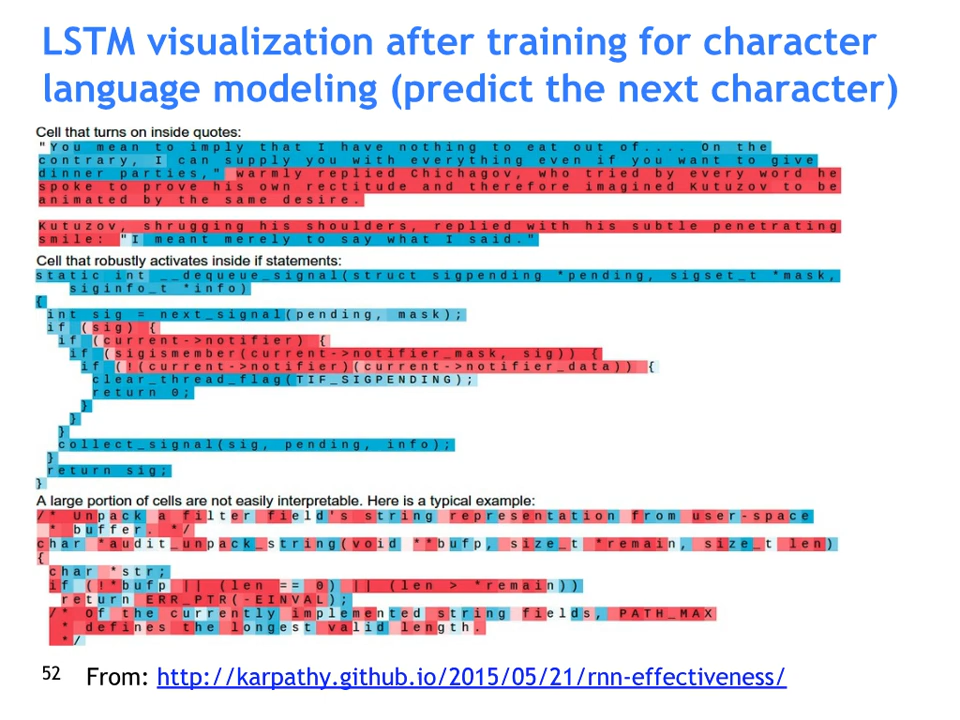 LSTM visualization after training for character
language modeling (predict the next character)
Cell that turns on inside quotes:
"You mean to imply that I have nothing to eat out of.... On the
contrary, I can supply you with everything even if you want to give
dinner parties," warmly replied Chichagov, who tried by every word he
spoke to prove his own rectitude and therefore imagined Kutuzov to be
animated by the same desire.
Kutuzov, shrugging his shoulders, replied with his subtle penetrating
smile: "I meant merely to say what I said."
Cell that robustly activates inside if statements:
static int __dequeue_signal(struct sigpending *pending, sigset_t *mask,
siginfo_t *info)
{
int sig = next_signal(pending, mask);
if (sig) {
if (current->notifier) {
if (sigismember(current->notifier_mask, sig)) {
if (!(current->notifier)(current->notifier_data)) {
clear_thread_flag(TIF_SIGPENDING);
return 0;
}
}
}
collect_signal(sig, pending, info);
}
return sig;
}
A large portion of cells are not easily interpretable. Here is a typical example:
/* Unpack a filter field's string representation from user-space
* buffer. */
char *audit_unpack_string(void **bufp, size_t *remain, size_t len)
{
char *str;
if (!*bufp || (len == 0) || (len > *remain))
return ERR_PTR(-EINVAL);
/* Of the currently implemented string fields, PATH_MAX
* defines the longest valid length.
*/
52 From: http://karpathy.github.io/2015/05/21/rnn-effectiveness/